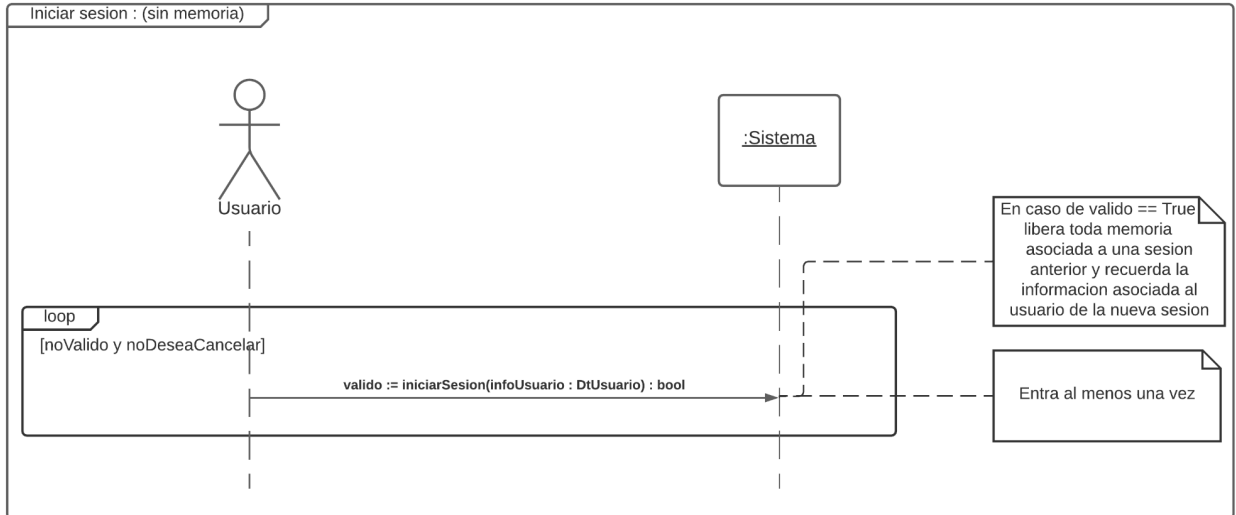 Iniciar sesion : (sin memoria)
:Sistema
Usuario
En caso de valido == True
libera toda memoria
asociada a una sesion
anterior y recuerda la
informacion asociada al
usuario de la nueva sesion
loop
[noValido y noDeseaCancelar]
valido := iniciarSesion(infoUsuario : DtUsuario) : bool
Entra al menos una vez